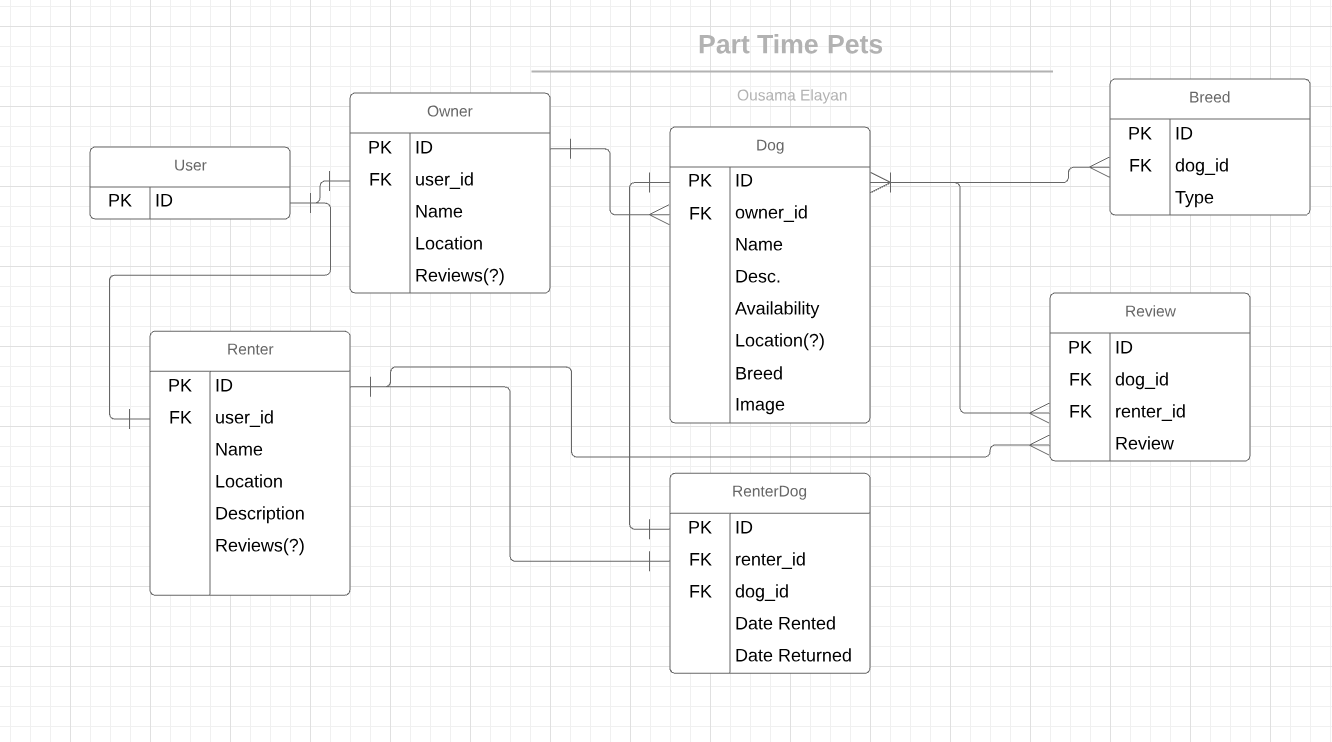 Part Time Pets
Ousama Elayan
User
PK ID
Owner
PK ID
FK user_id
Name
Location
Reviews(?)
Dog
PK ID
FK owner_id
Name
Desc.
Availability
Location(?)
Breed
Image
Breed
PK ID
FK dog_id
Type
Renter
PK ID
FK user_id
Name
Location
Description
Reviews(?)
Review
PK ID
FK dog_id
FK renter_id
Review
RenterDog
PK ID
FK renter_id
FK dog_id
Date Rented
Date Returned